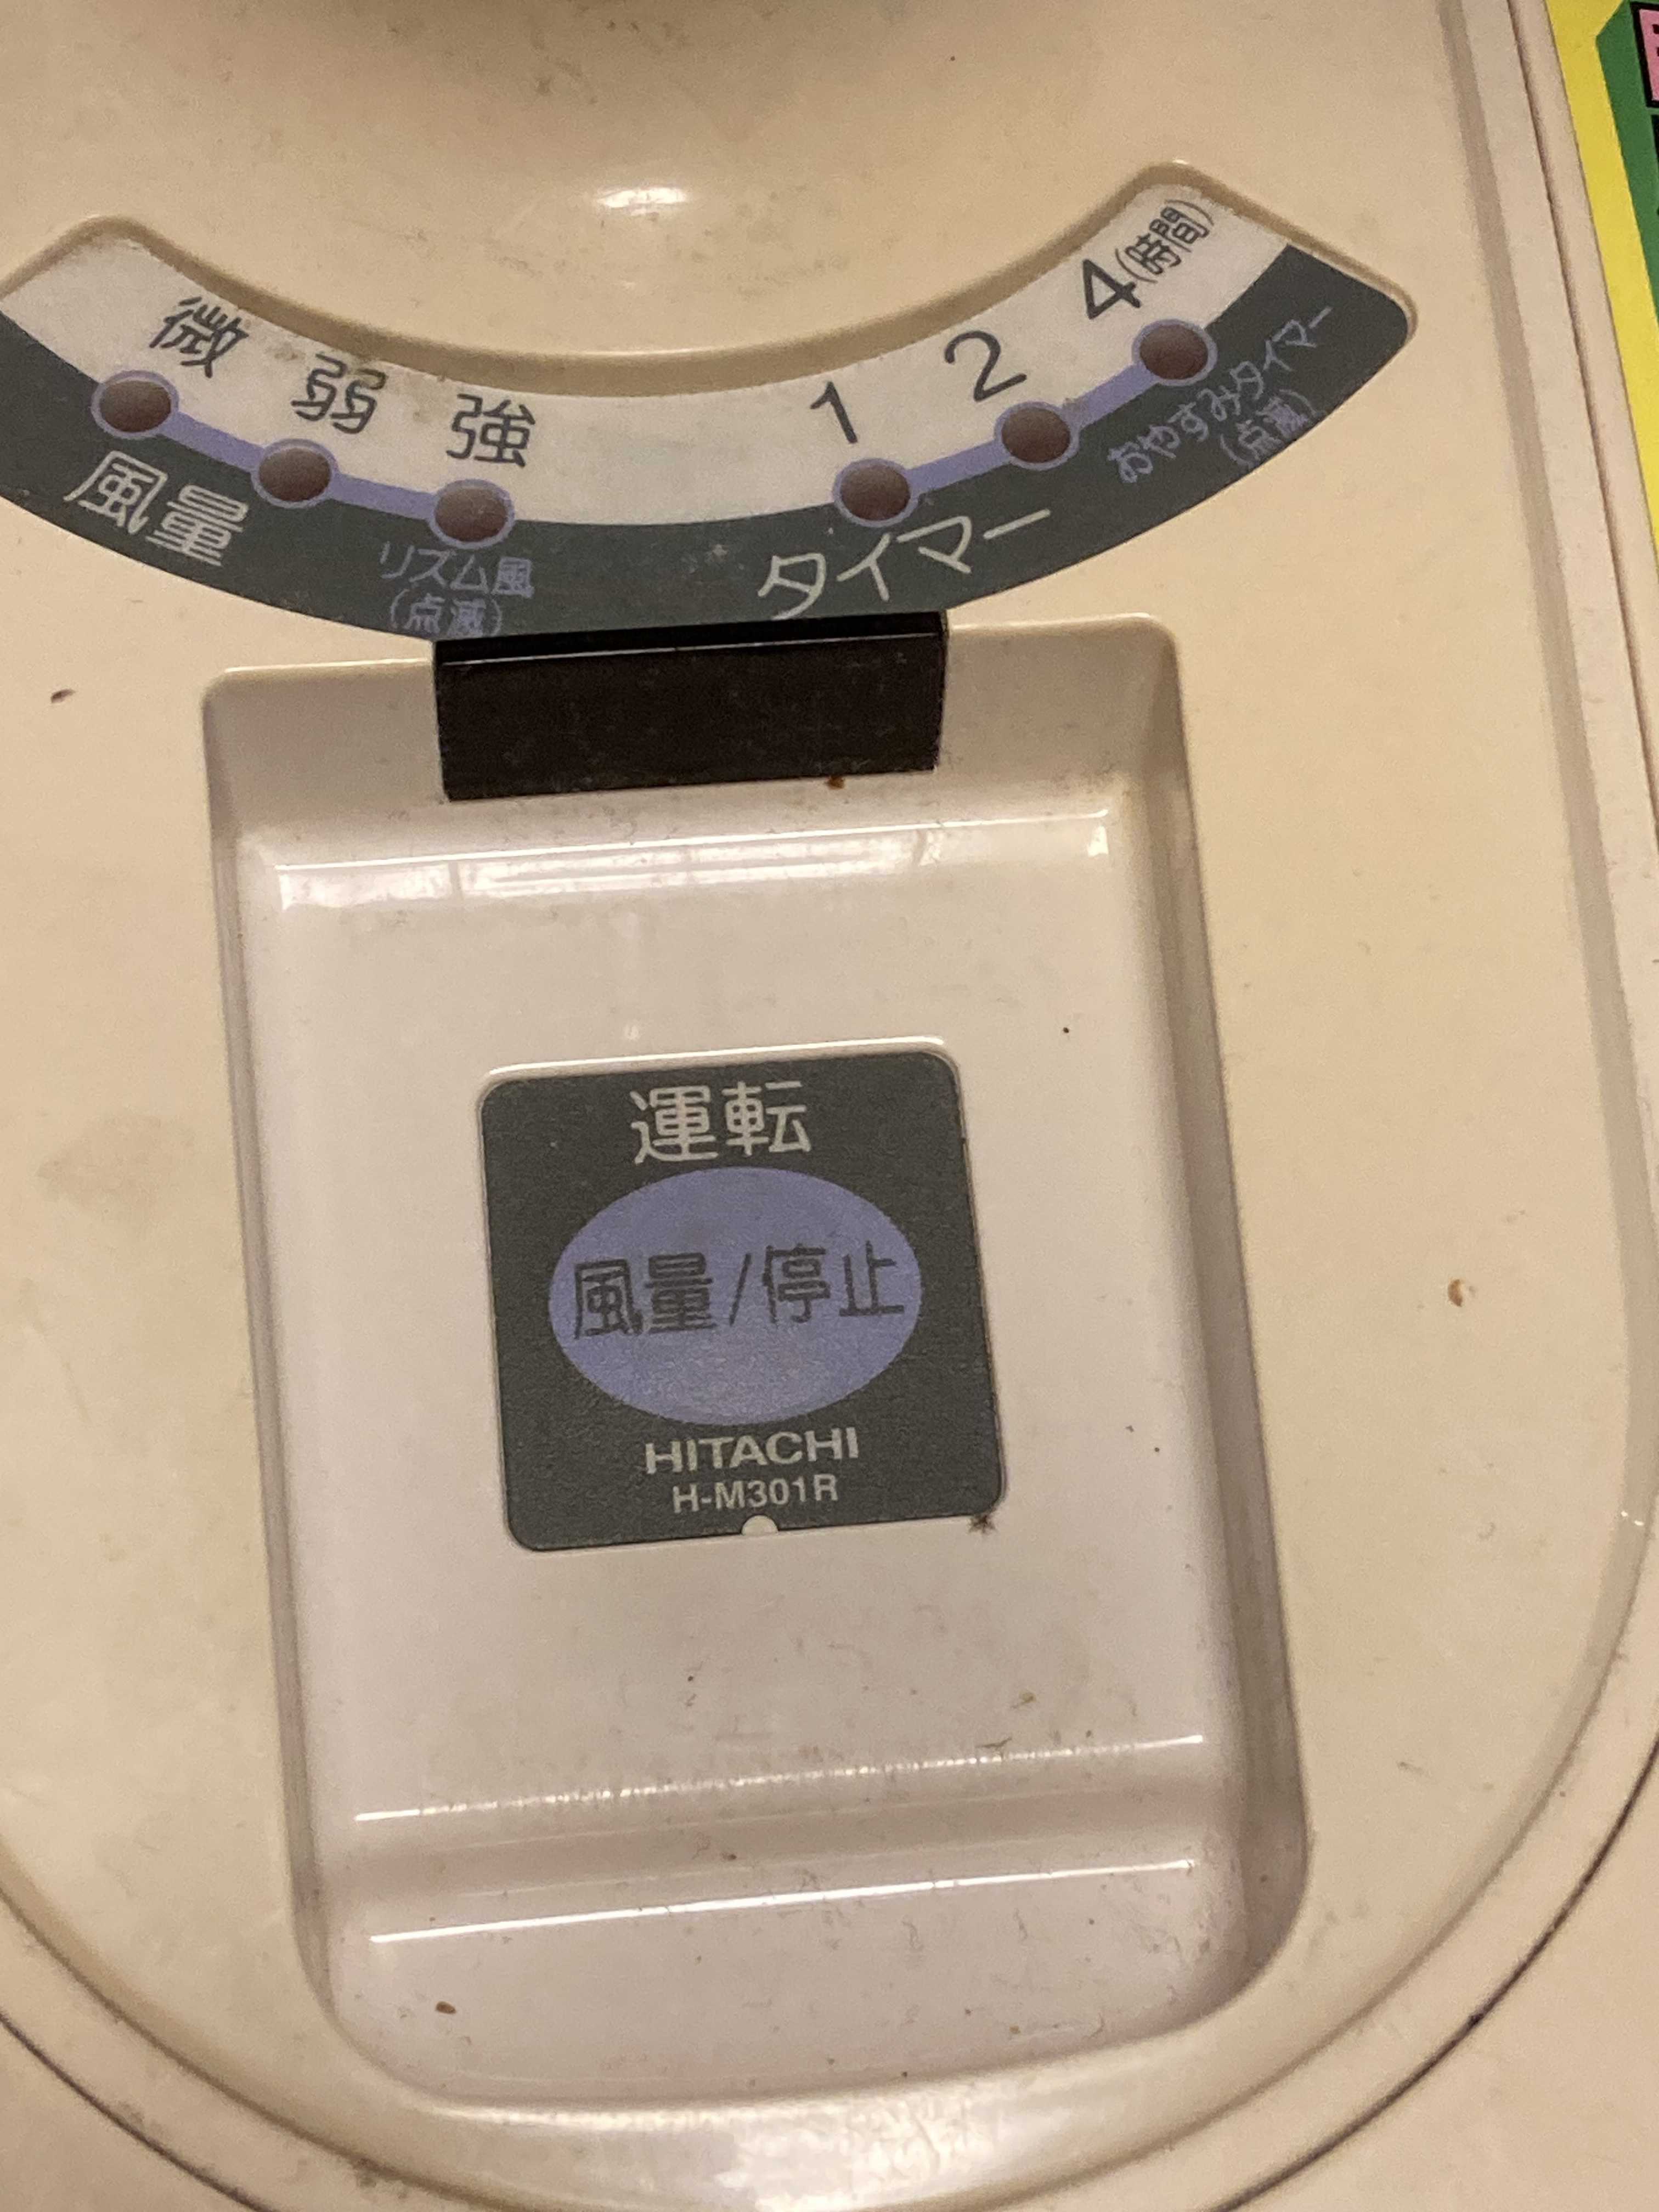 微 弱 強
1 2 4(時間)
風量
リズム風
(点滅)
タイマー
おやすみタイマー
(点滅)
運転
風量/停止
HITACHI
H-M301R